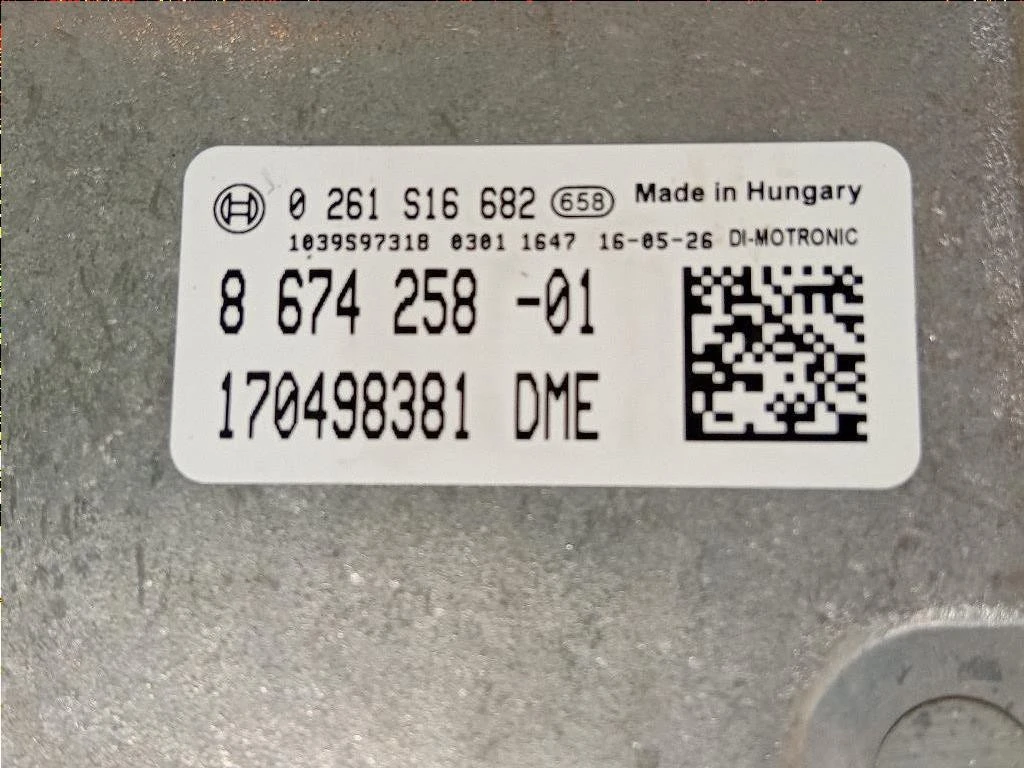 0 261 S16 682 658 Made in Hungary
1039S97318 0301 1647 16-05-26 DI-MOTRONIC
8 674 258 -01
170498381 DME